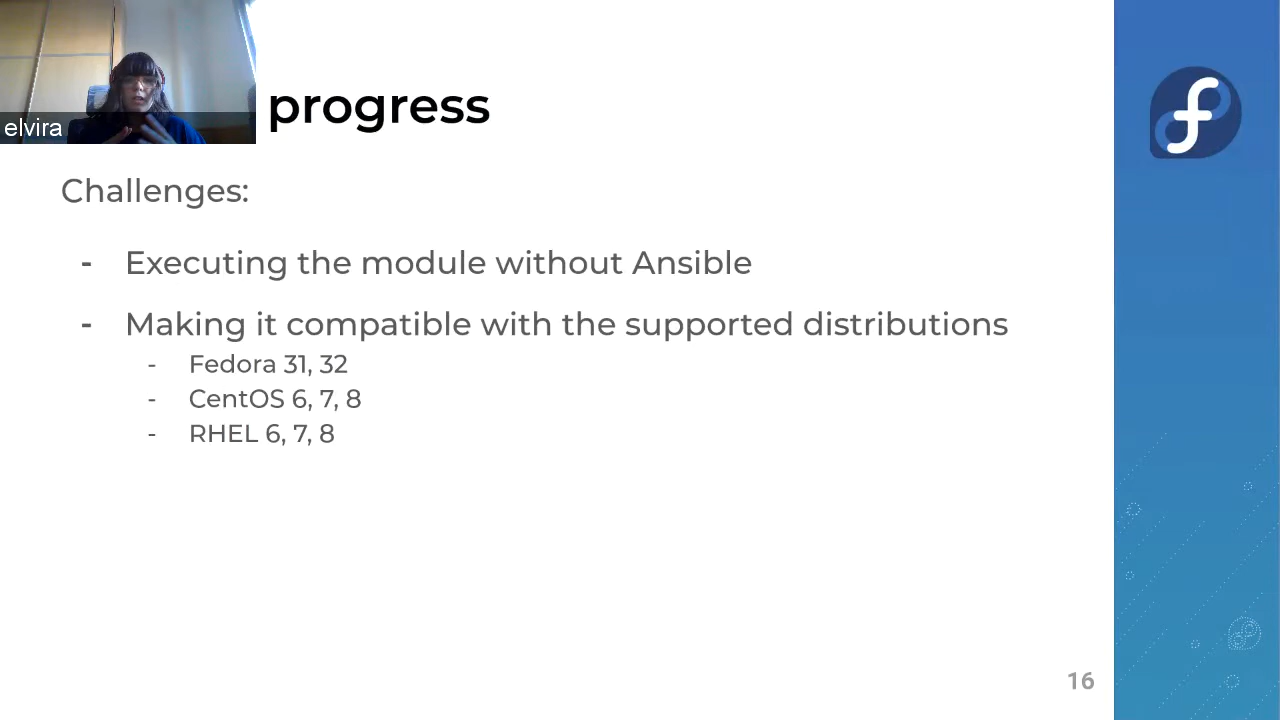 elvira
progress
Challenges:
- Executing the module without Ansible
- Making it compatible with the supported distributions
- Fedora 31, 32
- CentOS 6, 7, 8
- RHEL 6, 7, 8
16